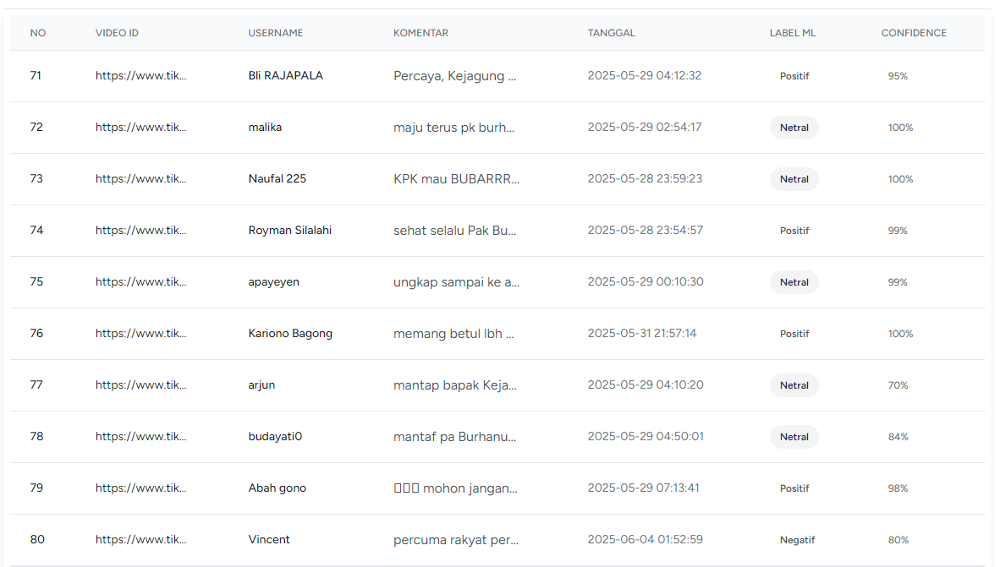 NO VIDEO ID USERNAME KOMENTAR TANGGAL LABEL ML CONFIDENCE
71 https://www.tik... Bli RAJAPALA Percaya, Kejagung ... 2025-05-29 04:12:32 Positif 95%
72 https://www.tik... malika maju terus pk burh... 2025-05-29 02:54:17 Netral 100%
73 https://www.tik... Naufal 225 KPK mau BUBARRR... 2025-05-28 23:59:23 Netral 100%
74 https://www.tik... Royman Silalahi sehat selalu Pak Bu... 2025-05-28 23:54:57 Positif 99%
75 https://www.tik... apayeyen ungkap sampai ke a... 2025-05-29 00:10:30 Netral 99%
76 https://www.tik... Kariono Bagong memang betul lbh ... 2025-05-31 21:57:14 Positif 100%
77 https://www.tik... arjun mantap bapak Keja... 2025-05-29 04:10:20 Netral 70%
78 https://www.tik... budayati0 mantaf pa Burhanu... 2025-05-29 04:50:01 Netral 84%
79 https://www.tik... Abah gono mohon jangan... 2025-05-29 07:13:41 Positif 98%
80 https://www.tik... Vincent percuma rakyat per... 2025-06-04 01:52:59 Negatif 80%